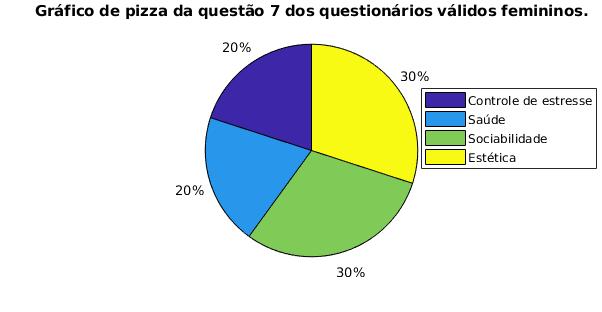 Gráfico de pizza da questão 7 dos questionários válidos femininos.
20%
30%
Controle de estresse
Saúde
Sociabilidade
Estética
20%
30%